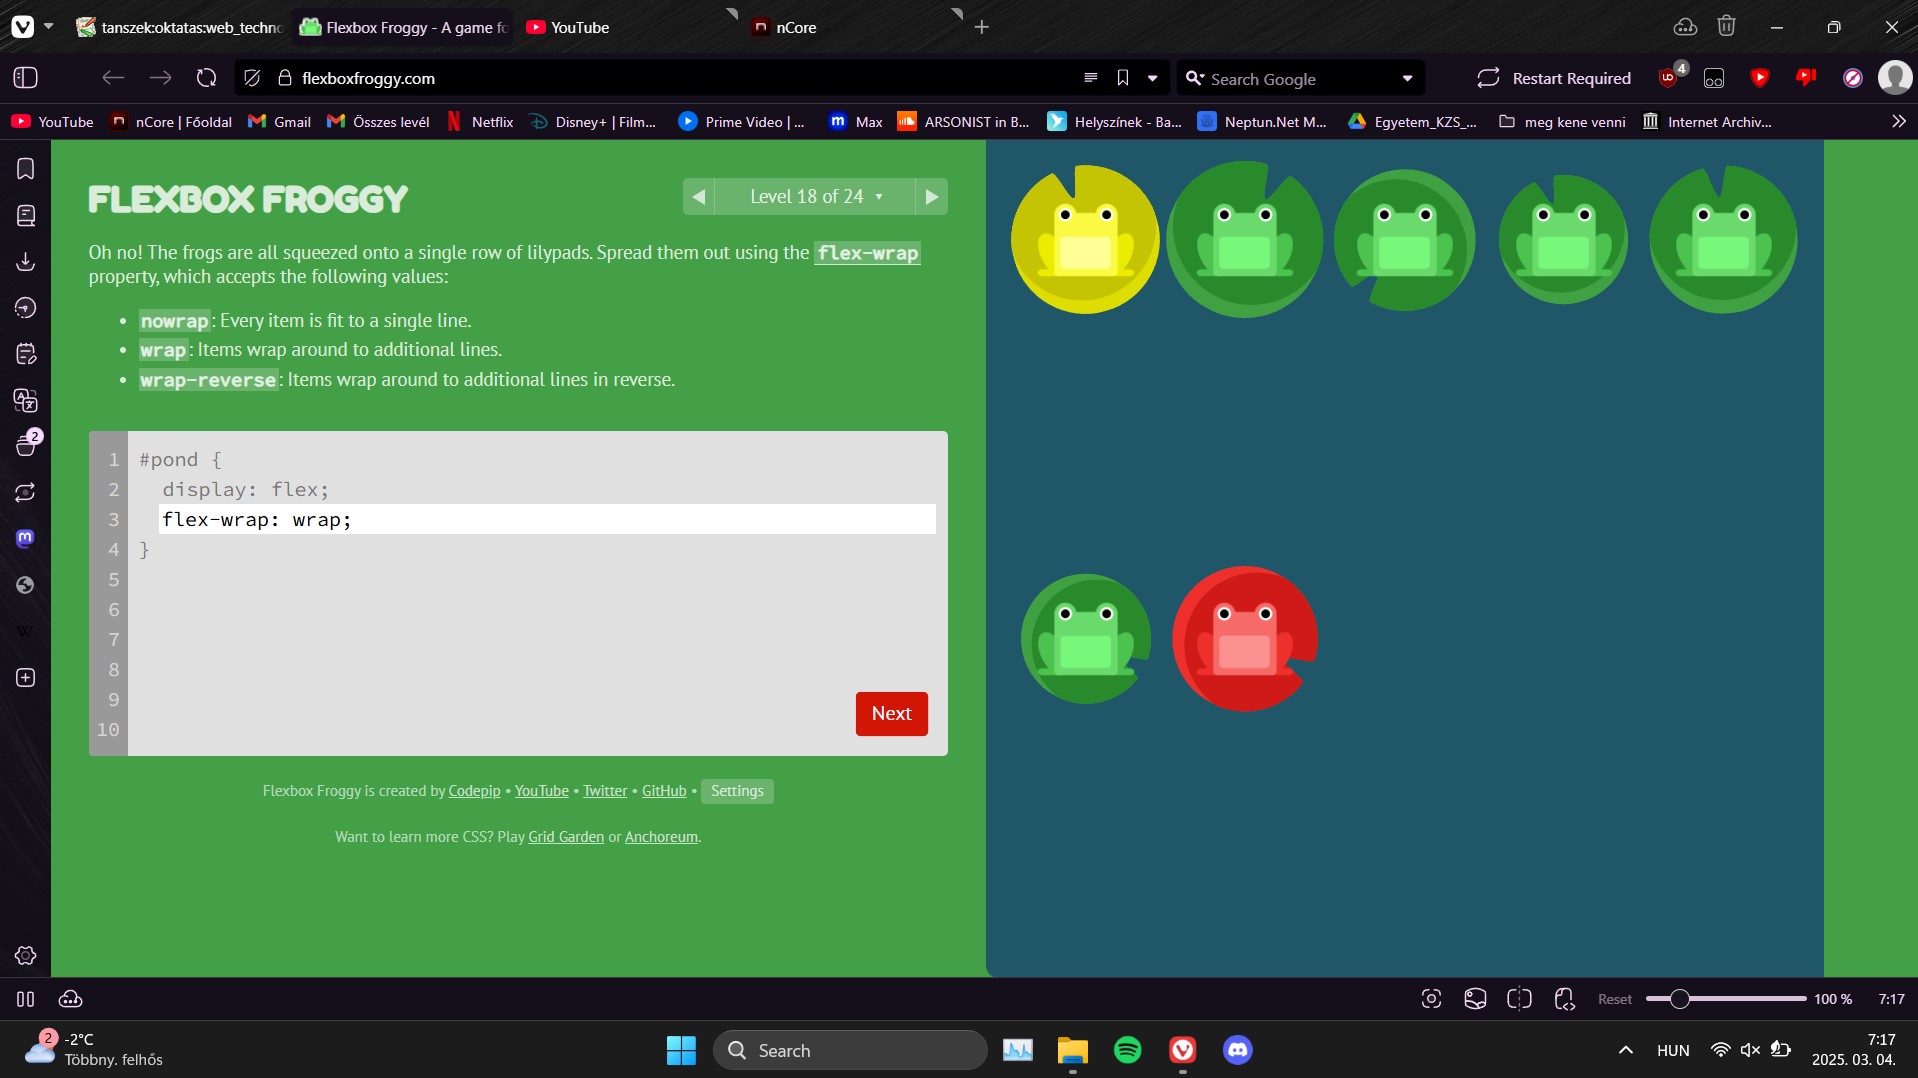 tanszek:oktatas:web_techno
Flexbox Froggy - A game fo
YouTube
nCore
flexboxfroggy.com
Search Google
Restart Required
4
YouTube
nCore | Főoldal
Gmail
Összes levél
Netflix
Disney+ | Film...
Prime Video | ...
Max
ARSONIST in B...
Helyszínek - Ba...
Neptun.Net M...
Egyetem_KZS_...
meg kene venni
Internet Archiv...
FLEXBOX FROGGY
Level 18 of 24
Oh no! The frogs are all squeezed onto a single row of lilypads. Spread them out using the flex-wrap
property, which accepts the following values:
• nowrap: Every item is fit to a single line.
• wrap: Items wrap around to additional lines.
• wrap-reverse: Items wrap around to additional lines in reverse.
1 #pond {
2 display: flex;
3 flex-wrap: wrap;
4 }
5
6
7
8
9
10
Next
Flexbox Froggy is created by Codepip • YouTube • Twitter • GitHub • Settings
Want to learn more CSS? Play Grid Garden or Anchoreum.
2
W
Reset
100 %
7:17
2
-2°C
Többny. felhős
Search
HUN
7:17
2025. 03. 04.